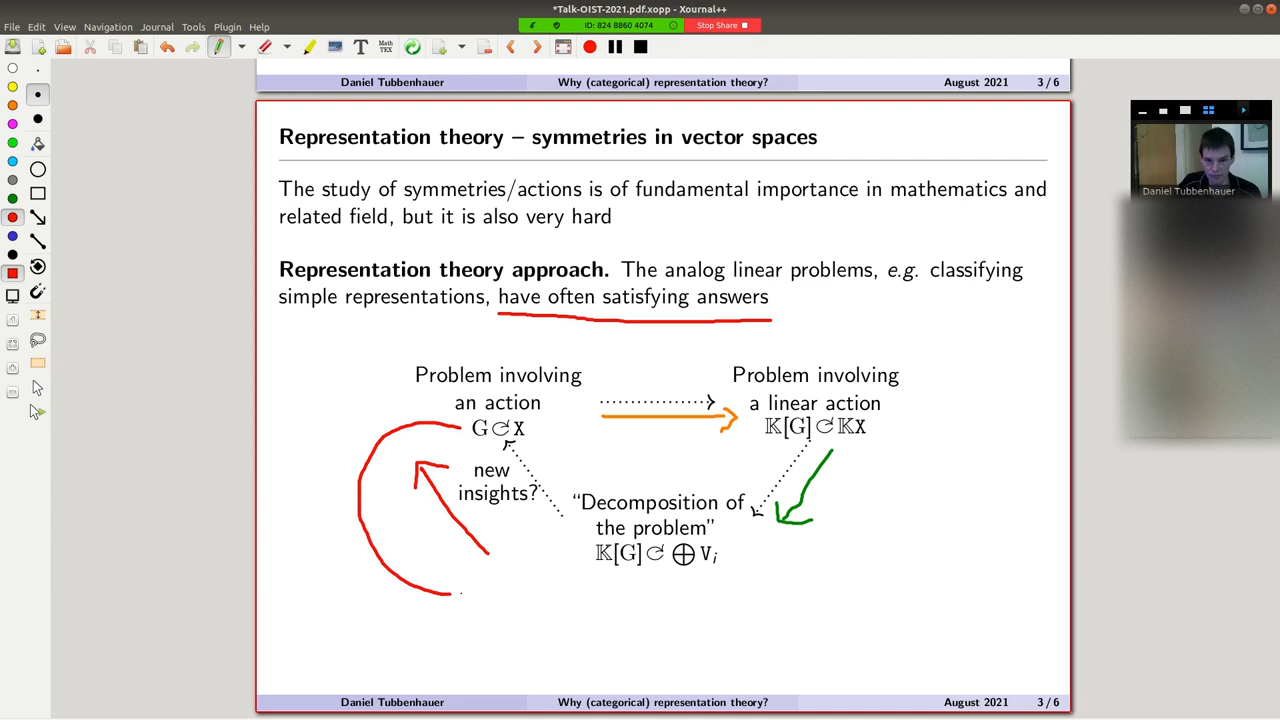 *Talk-OIST-2021.pdf.xopp - Xournal++
File Edit View Navigation Journal Tools Plugin Help
ID: 824 8860 4074 Stop Share
T Math TEX
Daniel Tubbenhauer Why (categorical) representation theory? August 2021 3 / 6
Representation theory – symmetries in vector spaces
The study of symmetries/actions is of fundamental importance in mathematics and
related field, but it is also very hard
Representation theory approach. The analog linear problems, e.g. classifying
simple representations, have often satisfying answers
Problem involving
an action
G ⟳ X
Problem involving
a linear action
𝕂[G] ⟳ 𝕂X
new
insights?
“Decomposition of
the problem”
𝕂[G] ⟳ ⨁ Vᵢ
Daniel Tubbenhauer Why (categorical) representation theory? August 2021 3 / 6
Daniel Tubbenhauer